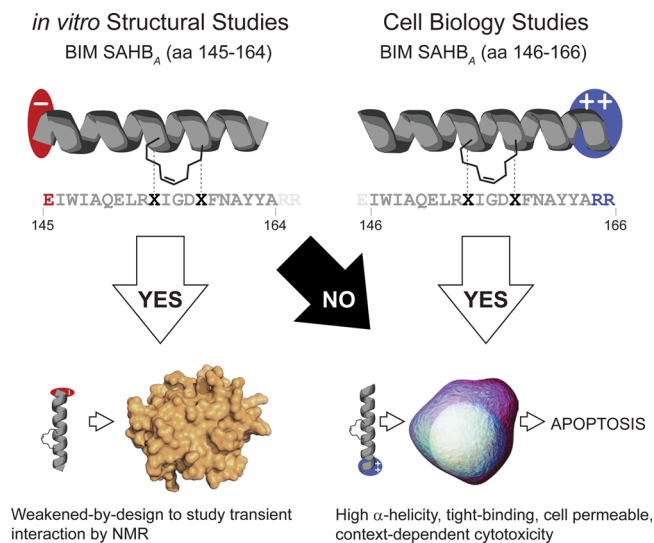 in vitro Structural Studies
BIM SAHBA (aa 145-164)
Cell Biology Studies
BIM SAHBA (aa 146-166)
−
++
EIWIAQELRXIGDXFNAYYARR
145
164
EIWIAQELRXIGDXFNAYYARR
146
166
YES
NO
YES
−
++
APOPTOSIS
Weakened-by-design to study transient
interaction by NMR
High α-helicity, tight-binding, cell permeable,
context-dependent cytotoxicity